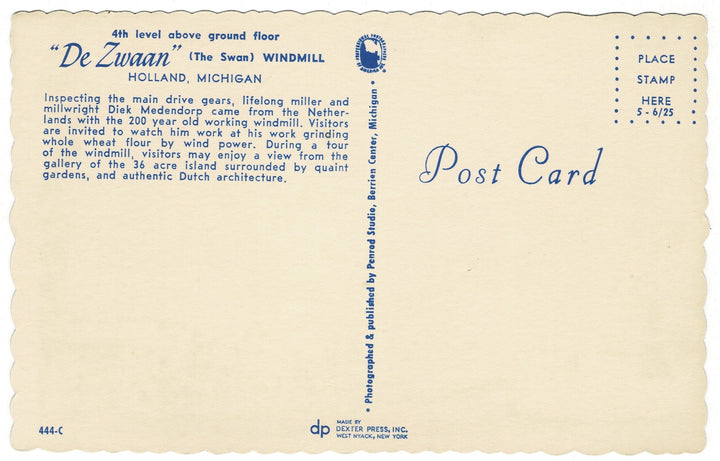 4th level above ground floor
"De Zwaan" (The Swan) WINDMILL
HOLLAND, MICHIGAN
Inspecting the main drive gears, lifelong miller and
millwright Diek Medendorp came from the Nether-
lands with the 200 year old working windmill. Visitors
are invited to watch him work at his work grinding
whole wheat flour by wind power. During a tour
of the windmill, visitors may enjoy a view from the
gallery of the 36 acre island surrounded by quaint
gardens, and authentic Dutch architecture.
444-C
• Photographed & published by Penrod Studio, Berrien Center, Michigan •
dp
MADE BY
DEXTER PRESS, INC.
WEST NYACK, NEW YORK
Post Card
PLACE
STAMP
HERE
5 - 6/25